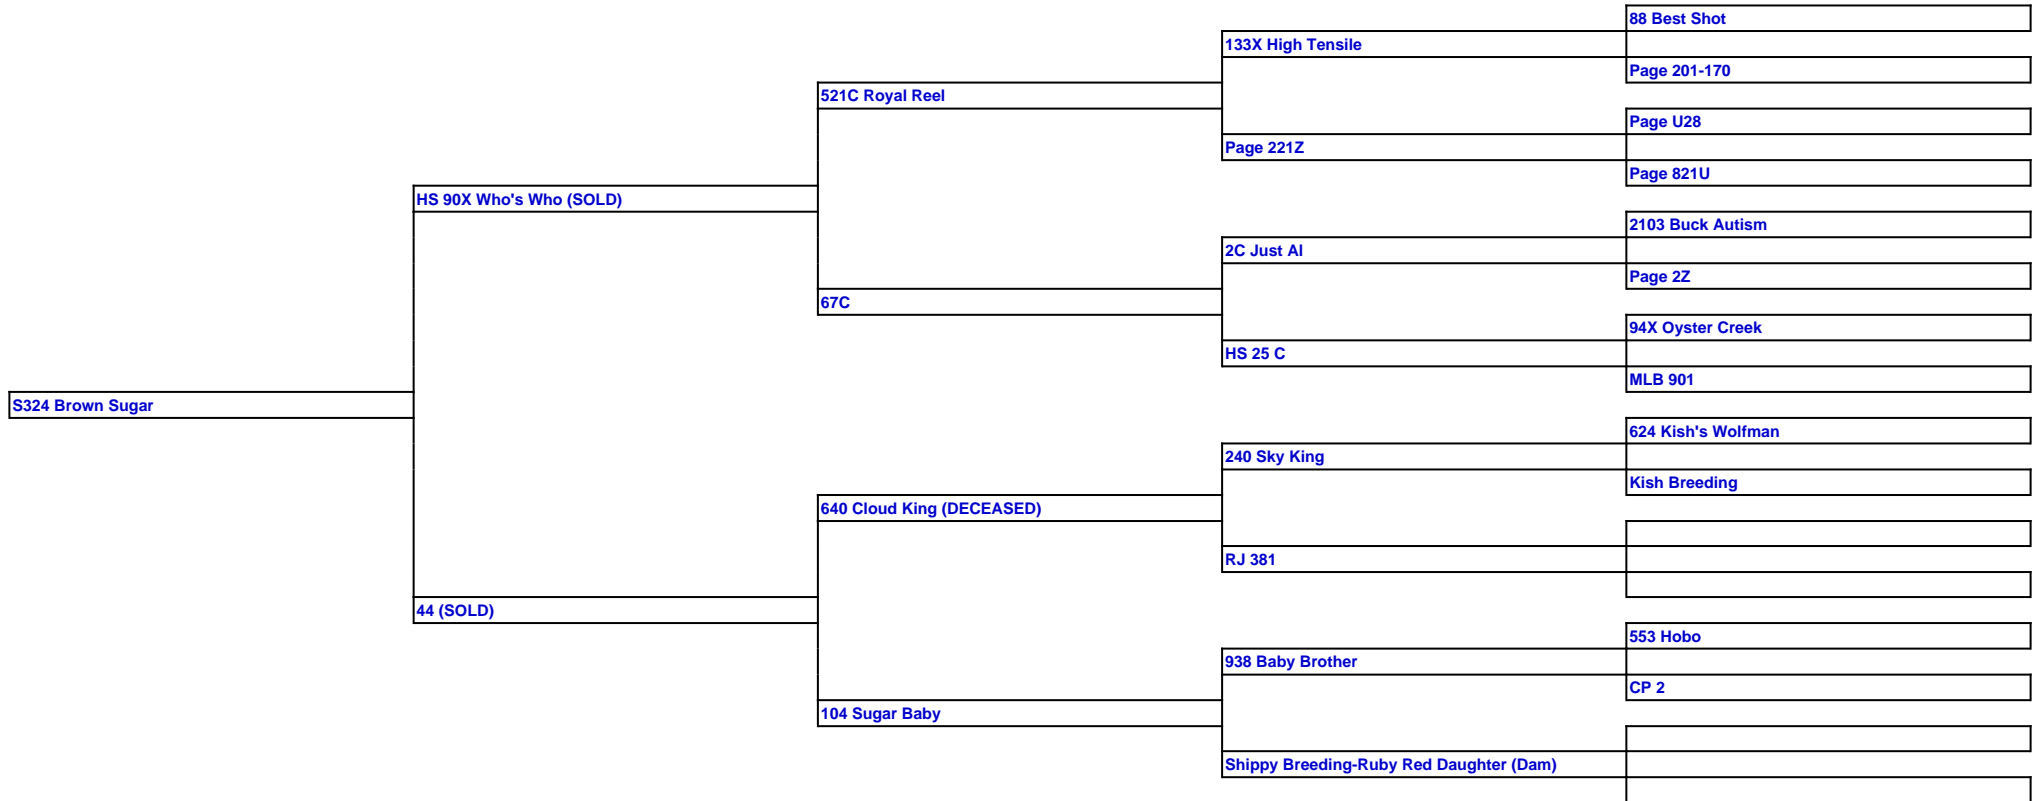 88 Best Shot
133X High Tensile
Page 201-170
521C Royal Reel
Page U28
Page 221Z
Page 821U
HS 90X Who's Who (SOLD)
2103 Buck Autism
2C Just AI
Page 2Z
67C
94X Oyster Creek
HS 25 C
MLB 901
S324 Brown Sugar
624 Kish's Wolfman
240 Sky King
Kish Breeding
640 Cloud King (DECEASED)
RJ 381
44 (SOLD)
553 Hobo
938 Baby Brother
CP 2
104 Sugar Baby
Shippy Breeding-Ruby Red Daughter (Dam)